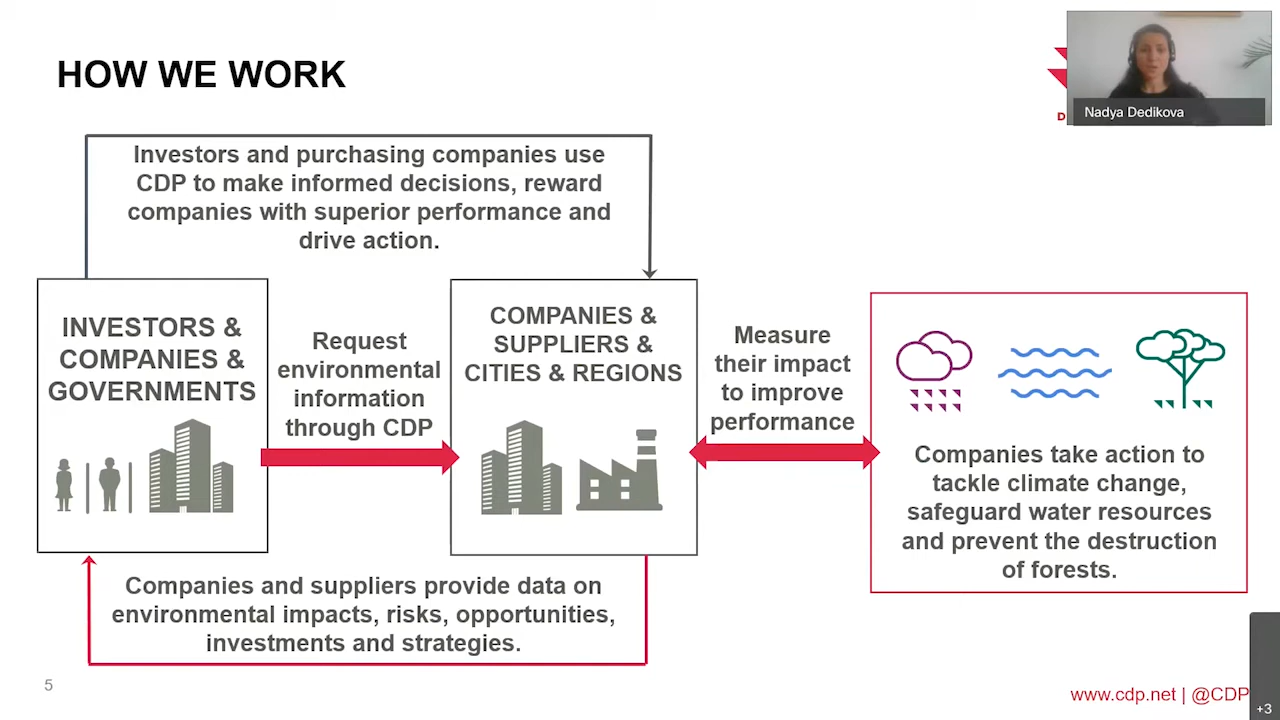 HOW WE WORK
Nadya Dedikova
D
Investors and purchasing companies use
CDP to make informed decisions, reward
companies with superior performance and
drive action.
INVESTORS &
COMPANIES &
GOVERNMENTS
Request
environmental
information
through CDP
COMPANIES &
SUPPLIERS &
CITIES & REGIONS
Measure
their impact
to improve
performance
Companies take action to
tackle climate change,
safeguard water resources
and prevent the destruction
of forests.
Companies and suppliers provide data on
environmental impacts, risks, opportunities,
investments and strategies.
5
www.cdp.net | @CDP
+3